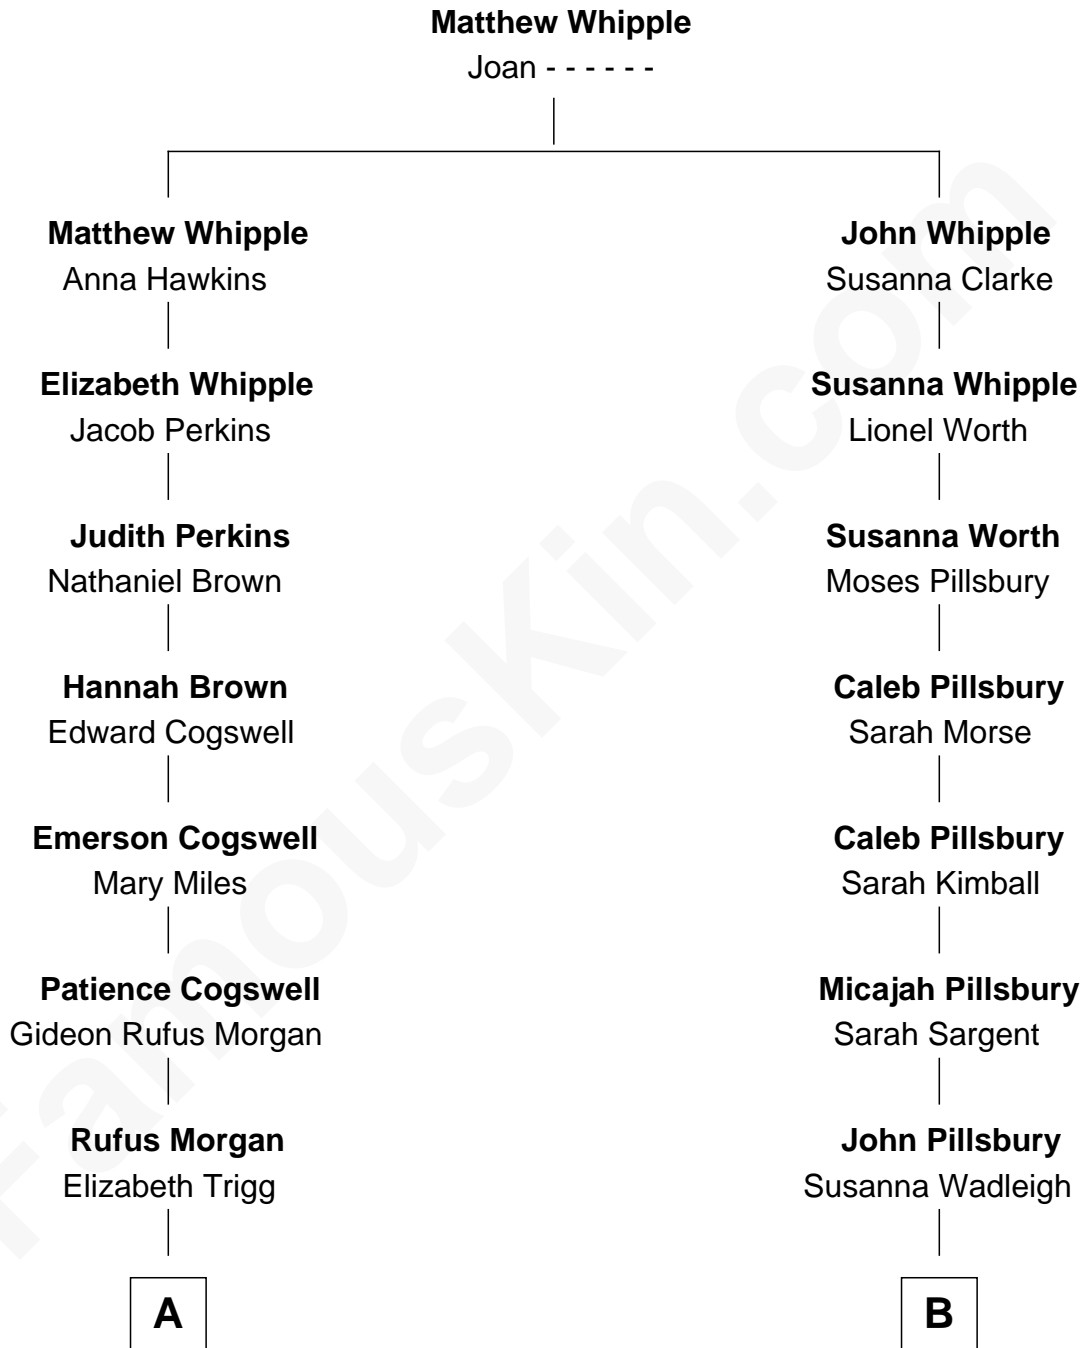 Matthew Whipple
Joan - - - - - -
Matthew Whipple
Anna Hawkins
Elizabeth Whipple
Jacob Perkins
Judith Perkins
Nathaniel Brown
Hannah Brown
Edward Cogswell
Emerson Cogswell
Mary Miles
Patience Cogswell
Gideon Rufus Morgan
Rufus Morgan
Elizabeth Trigg
A
John Whipple
Susanna Clarke
Susanna Whipple
Lionel Worth
Susanna Worth
Moses Pillsbury
Caleb Pillsbury
Sarah Morse
Caleb Pillsbury
Sarah Kimball
Micajah Pillsbury
Sarah Sargent
John Pillsbury
Susanna Wadleigh
B
FamousKin.com